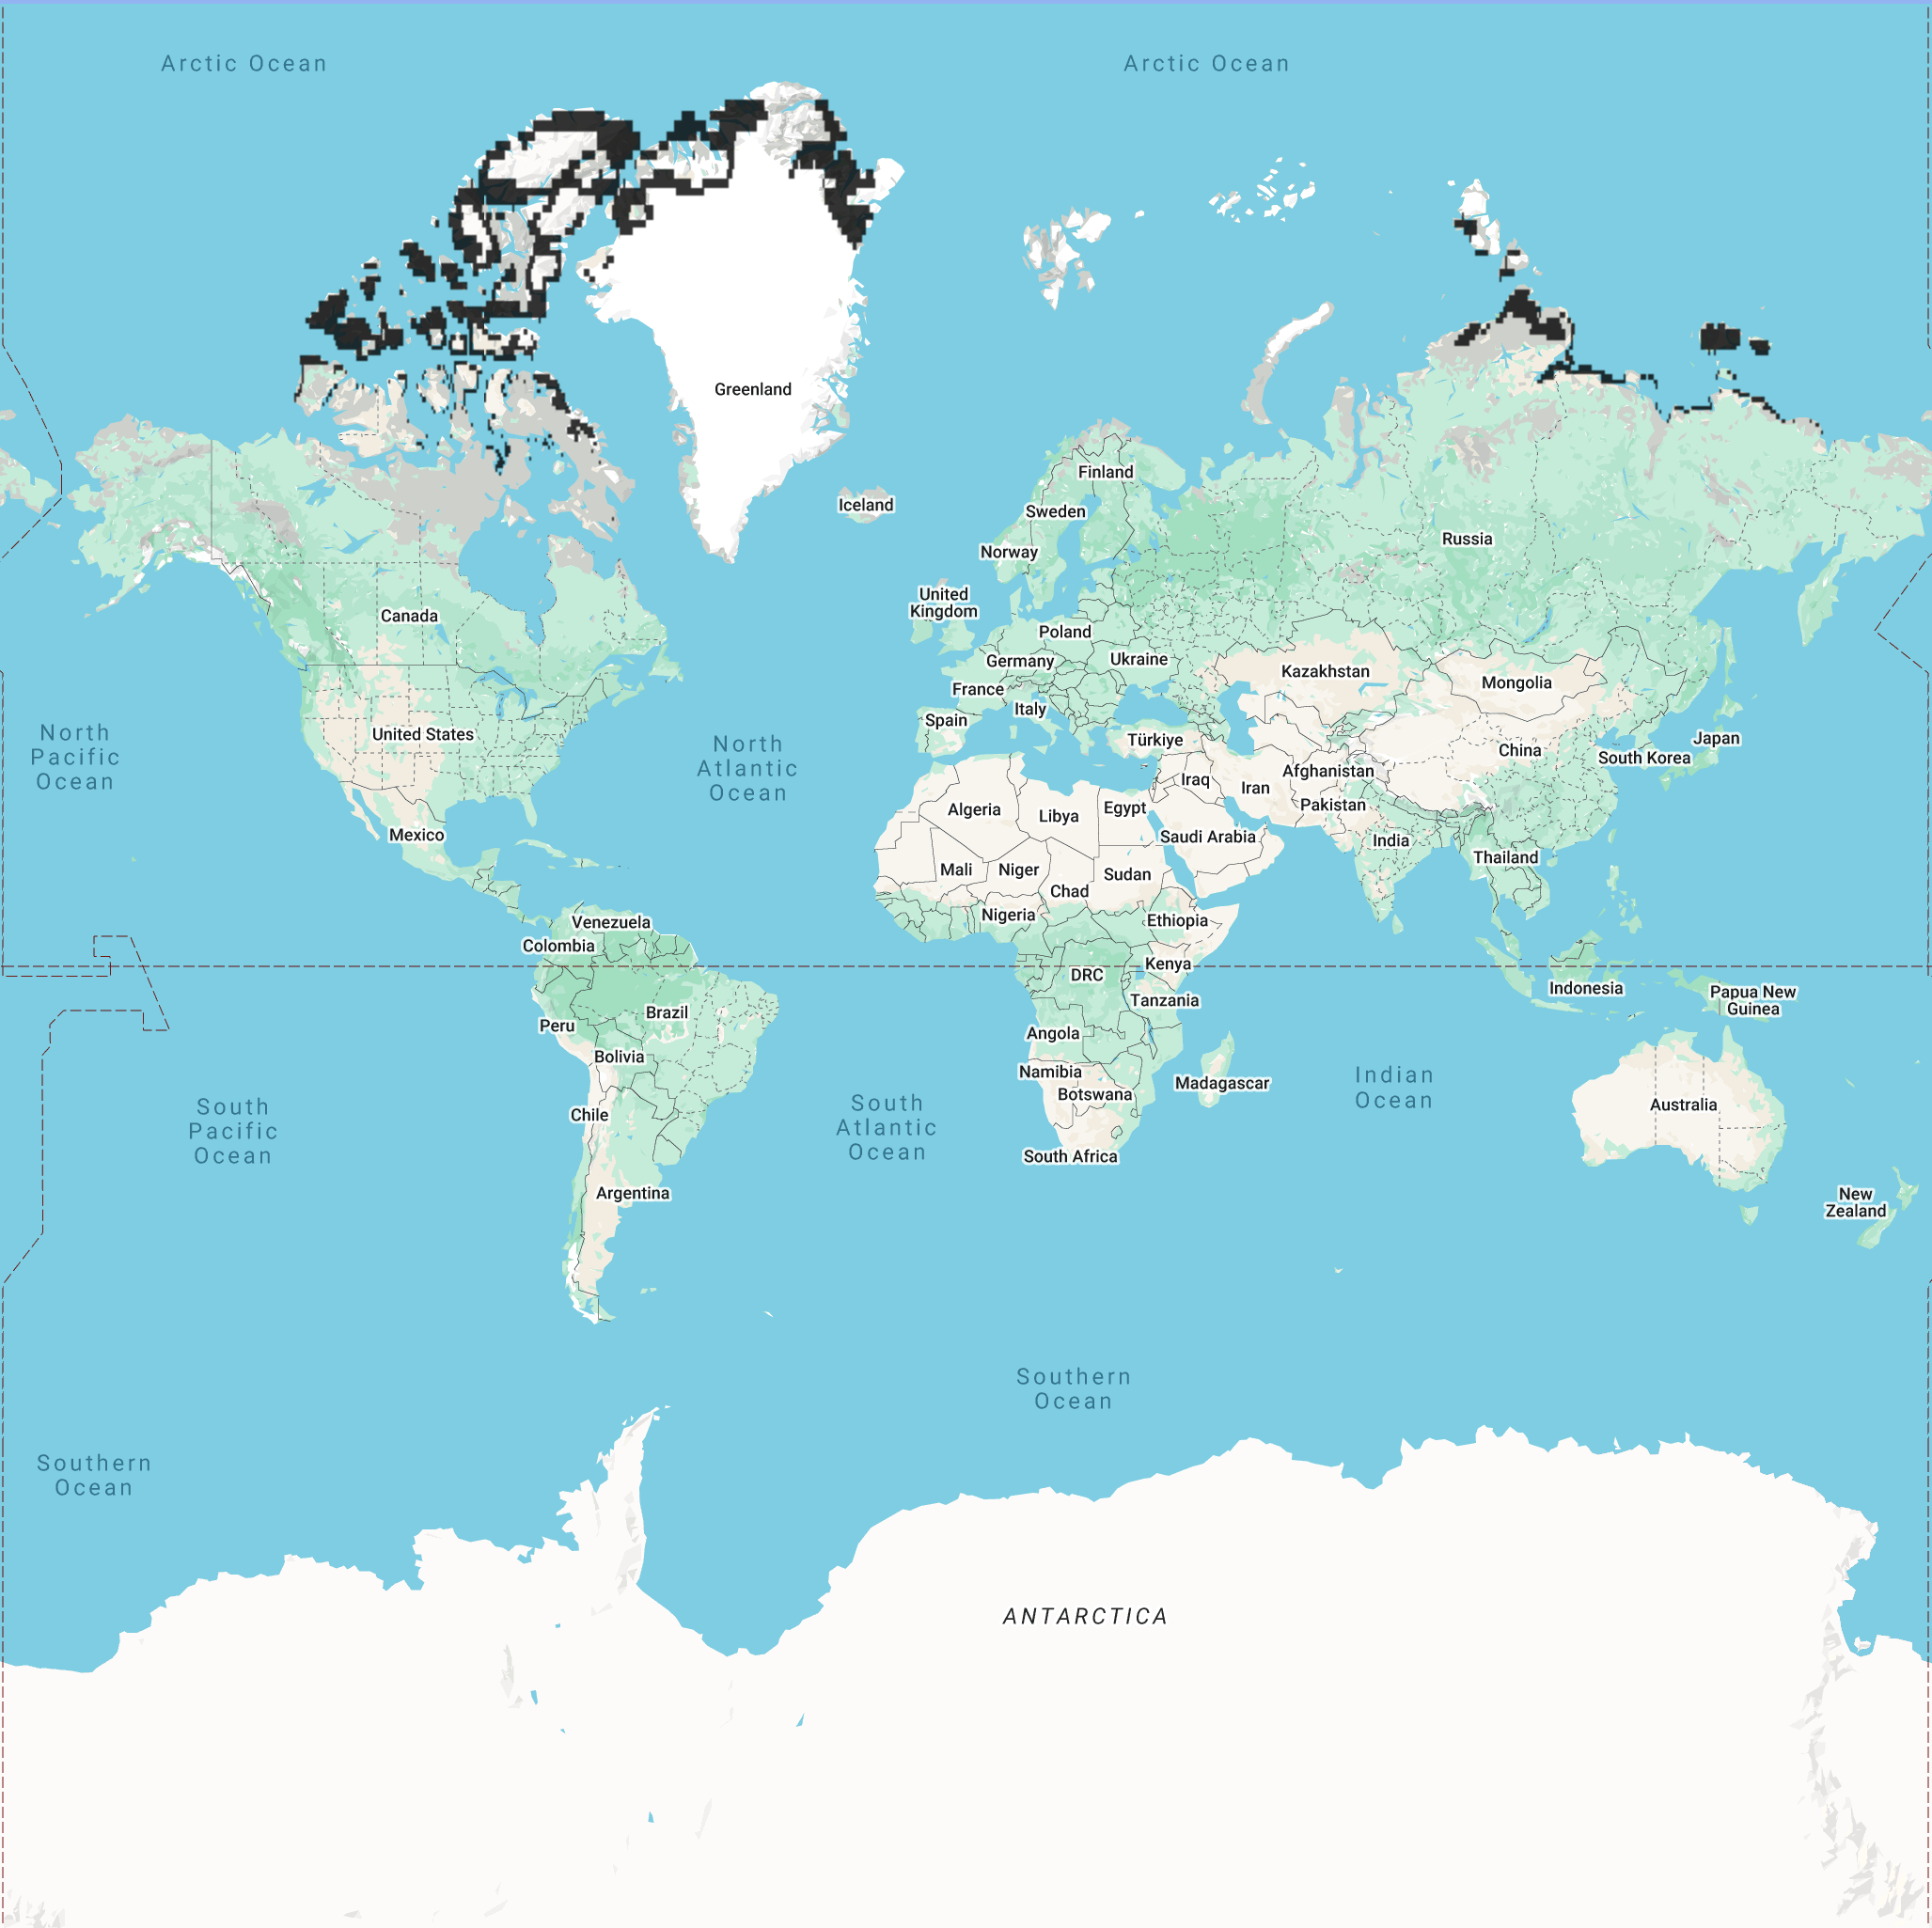 Arctic Ocean
Arctic Ocean
Greenland
Finland
Iceland
Sweden
Russia
Norway
United
Kingdom
Canada
Poland
Germany
Ukraine
Kazakhstan
Mongolia
France
Italy
Spain
United States
Türkiye
North
Pacific
Ocean
North
Atlantic
Ocean
China
South Korea
Japan
Iraq
Iran
Afghanistan
Pakistan
Algeria
Libya
Egypt
Saudi Arabia
Mexico
India
Thailand
Mali
Niger
Chad
Sudan
Nigeria
Ethiopia
Venezuela
Colombia
DRC
Kenya
Indonesia
Papua New
Guinea
Tanzania
Brazil
Peru
Angola
Bolivia
Namibia
Botswana
Madagascar
Indian
Ocean
Australia
Chile
South
Pacific
Ocean
South
Atlantic
Ocean
South Africa
Argentina
New
Zealand
Southern
Ocean
Southern
Ocean
ANTARCTICA